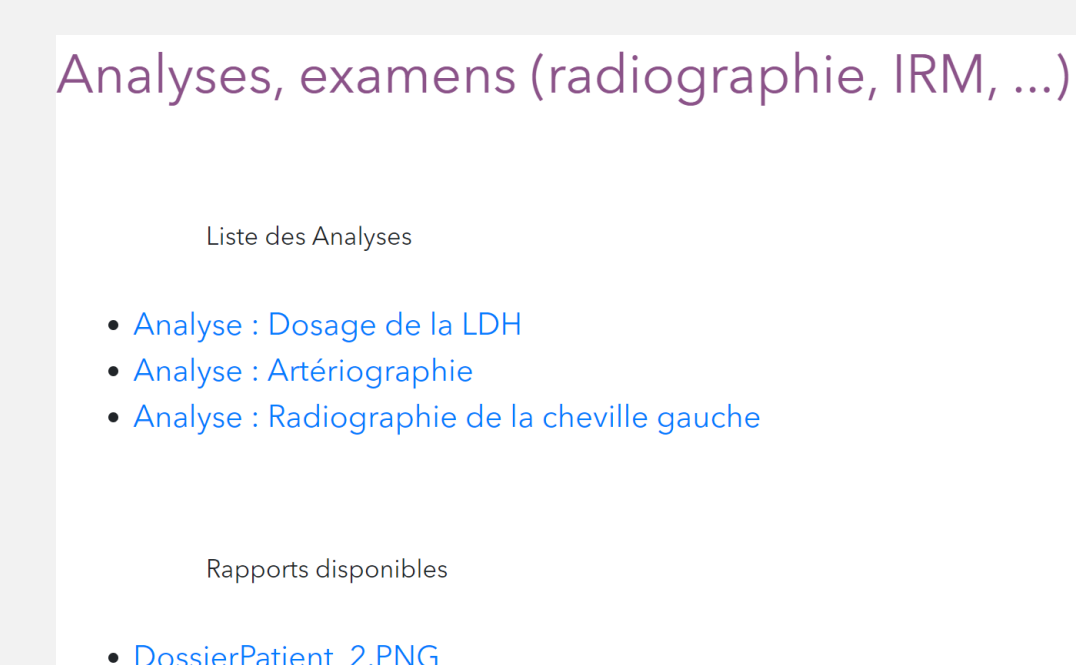 Analyses, examens (radiographie, IRM, ...)
Liste des Analyses
Analyse : Dosage de la LDH
Analyse : Artériographie
Analyse : Radiographie de la cheville gauche
Rapports disponibles
DossierPatient_2.PNG